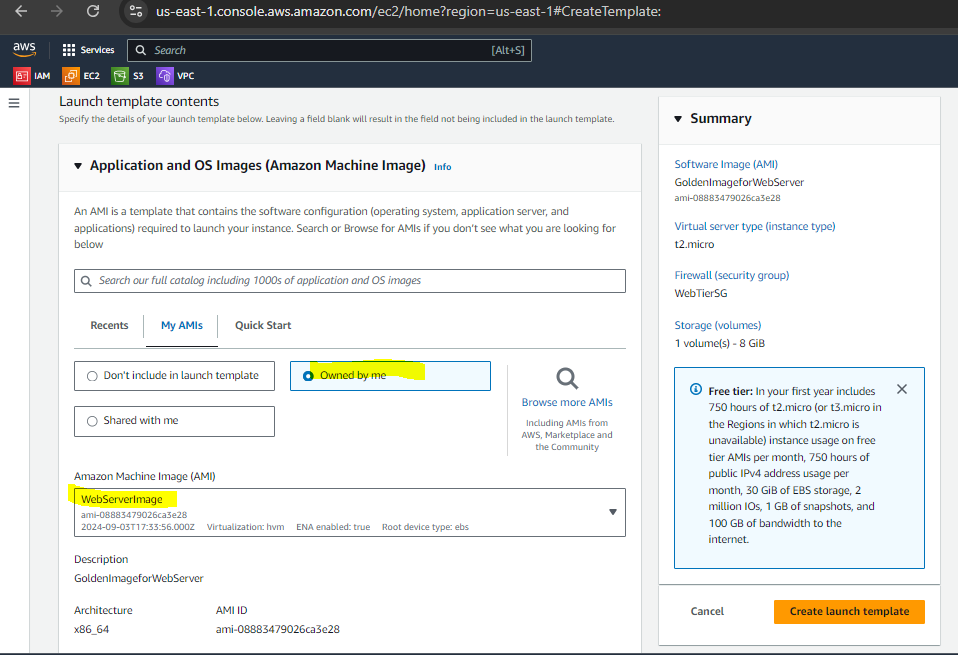 us-east-1.console.aws.amazon.com/ec2/home?region=us-east-1#CreateTemplate:
aws
Services
Search
[Alt+S]
IAM
EC2
S3
VPC
Launch template contents
Specify the details of your launch template below. Leaving a field blank will result in the field not being included in the launch template.
Application and OS Images (Amazon Machine Image)
Info
An AMI is a template that contains the software configuration (operating system, application server, and
applications) required to launch your instance. Search or Browse for AMIs if you don't see what you are looking for
below
Search our full catalog including 1000s of application and OS images
Recents
My AMIs
Quick Start
Don't include in launch template
Owned by me
Shared with me
Browse more AMIs
Including AMIs from
AWS, Marketplace and
the Community
Amazon Machine Image (AMI)
WebServerImage
ami-08883479026ca3e28
2024-09-03T17:33:56.000Z Virtualization: hvm ENA enabled: true Root device type: ebs
Description
GoldenImageforWebServer
Architecture
AMI ID
x86_64
ami-08883479026ca3e28
Summary
Software Image (AMI)
GoldenImageforWebServer
ami-08883479026ca3e28
Virtual server type (instance type)
t2.micro
Firewall (security group)
WebTierSG
Storage (volumes)
1 volume(s) - 8 GiB
Free tier: In your first year includes
750 hours of t2.micro (or t3.micro in
the Regions in which t2.micro is
unavailable) instance usage on free
tier AMIs per month, 750 hours of
public IPv4 address usage per
month, 30 GiB of EBS storage, 2
million IOs, 1 GB of snapshots, and
100 GB of bandwidth to the
internet.
Cancel
Create launch template